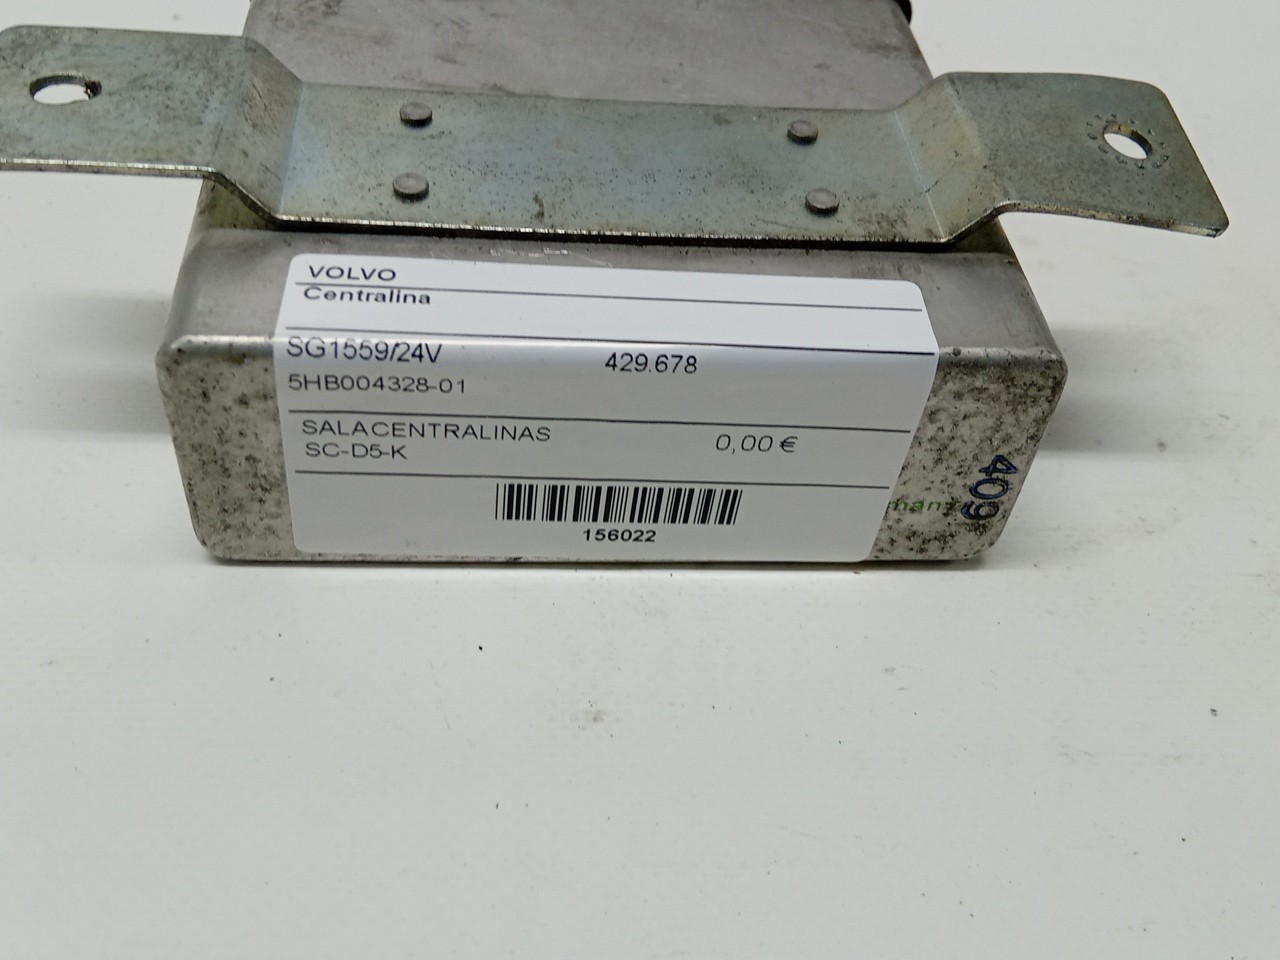 VOLVO
Centralina
SG1559/24V 429.678
5HB004328-01
SALACENTRALINAS 0,00 €
SC-D5-K
156022
409